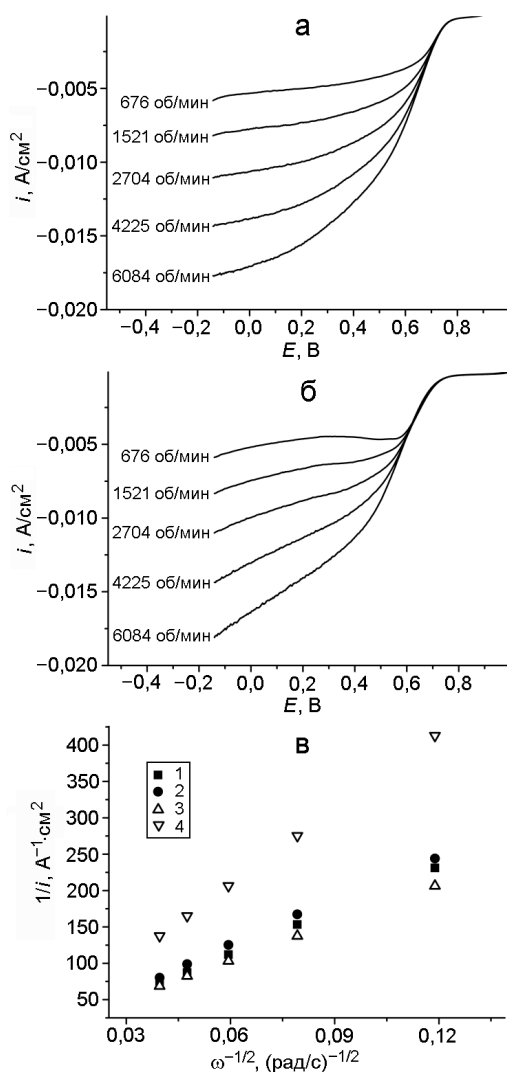 а
i, А/см²
−0,005
−0,010
−0,015
−0,020
676 об/мин
1521 об/мин
2704 об/мин
4225 об/мин
6084 об/мин
−0,4 −0,2 0,0 0,2 0,4 0,6 0,8
E, В
б
i, А/см²
−0,005
−0,010
−0,015
−0,020
676 об/мин
1521 об/мин
2704 об/мин
4225 об/мин
6084 об/мин
−0,4 −0,2 0,0 0,2 0,4 0,6 0,8
E, В
в
1/i, А⁻¹·см²
400
350
300
250
200
150
100
50
1
2
3
4
0,03 0,06 0,09 0,12
ω⁻¹/², (рад/с)⁻¹/²